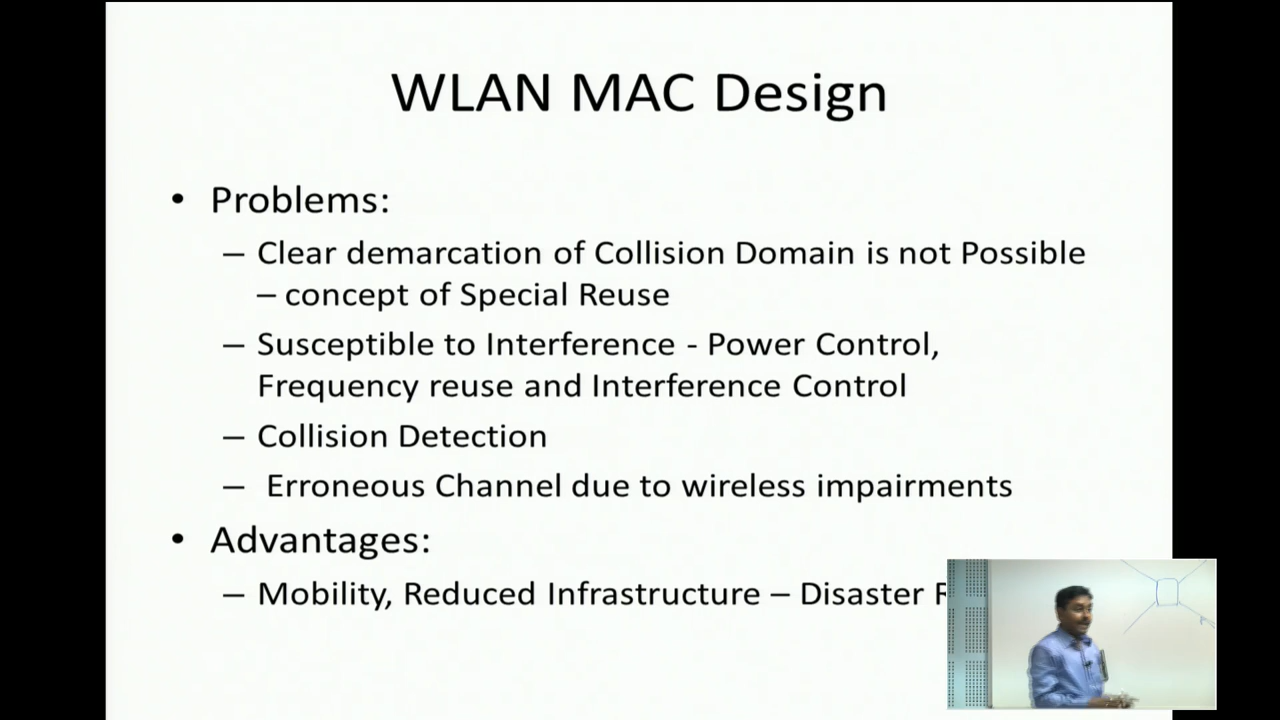 WLAN MAC Design
• Problems:
– Clear demarcation of Collision Domain is not Possible
– concept of Special Reuse
– Susceptible to Interference - Power Control,
Frequency reuse and Interference Control
– Collision Detection
– Erroneous Channel due to wireless impairments
• Advantages:
– Mobility, Reduced Infrastructure – Disaster